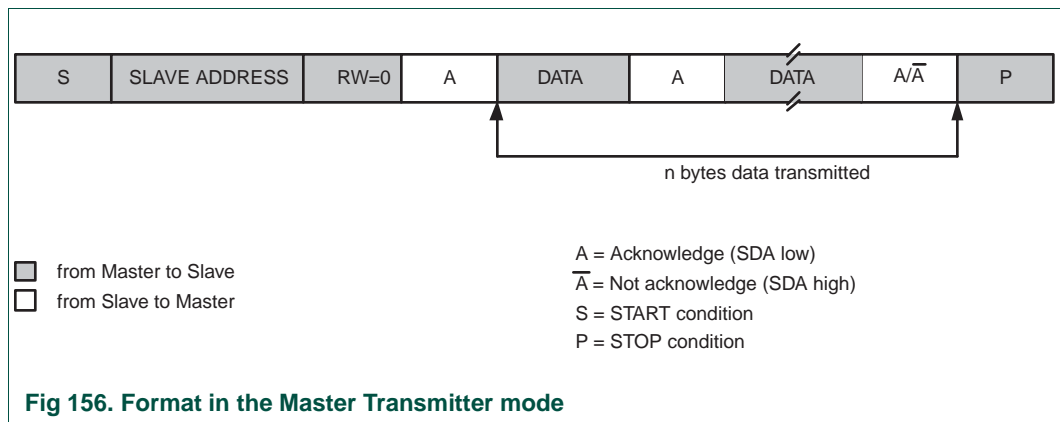 S SLAVE ADDRESS RW=0 A DATA A DATA A/A̅ P
n bytes data transmitted
from Master to Slave
from Slave to Master
A = Acknowledge (SDA low)
A̅ = Not acknowledge (SDA high)
S = START condition
P = STOP condition
Fig 156. Format in the Master Transmitter mode